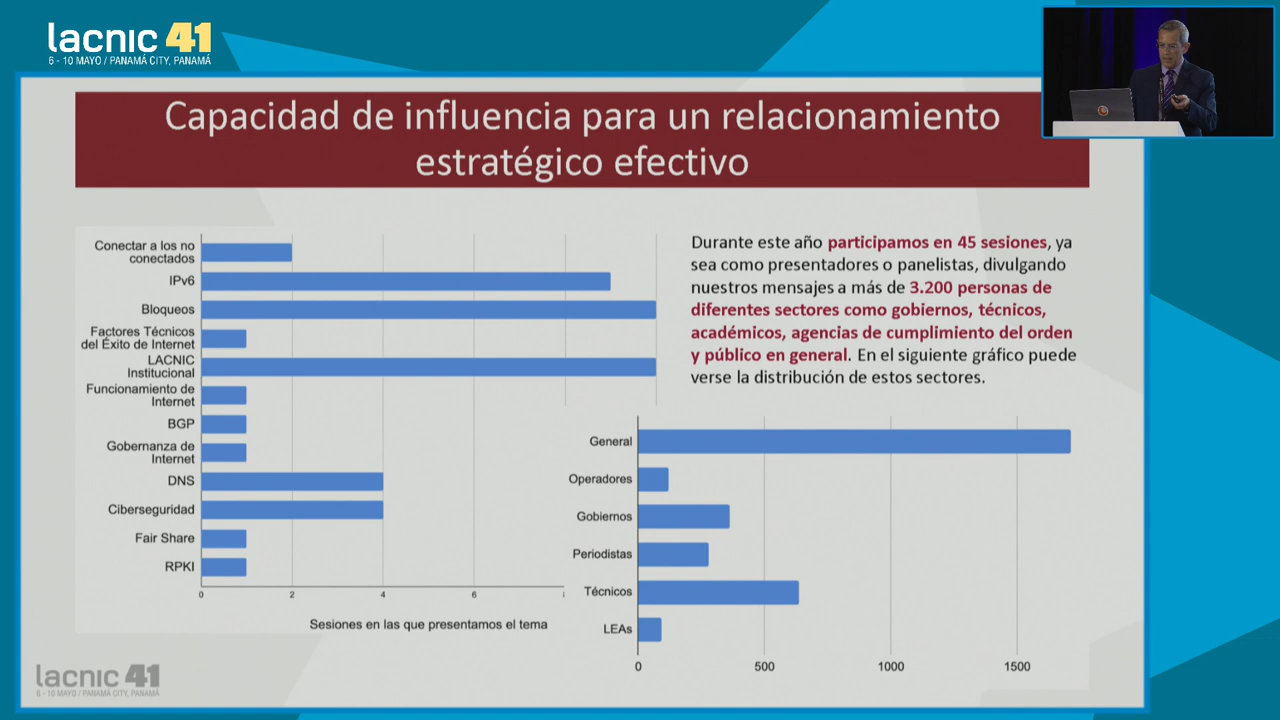 lacnic 41
6 - 10 MAYO / PANAMÁ CITY, PANAMÁ
Capacidad de influencia para un relacionamiento
estratégico efectivo
Conectar a los no
conectados
IPv6
Bloqueos
Factores Técnicos
del Éxito de Internet
LACNIC
Institucional
Funcionamiento de
Internet
BGP
Gobernanza de
Internet
DNS
Ciberseguridad
Fair Share
RPKI
0 2 4 6
Sesiones en las que presentamos el tema
Durante este año participamos en 45 sesiones, ya
sea como presentadores o panelistas, divulgando
nuestros mensajes a más de 3.200 personas de
diferentes sectores como gobiernos, técnicos,
académicos, agencias de cumplimiento del orden
y público en general. En el siguiente gráfico puede
verse la distribución de estos sectores.
General
Operadores
Gobiernos
Periodistas
Técnicos
LEAs
0 500 1000 1500
lacnic 41
6 - 10 MAYO / PANAMÁ CITY, PANAMÁ